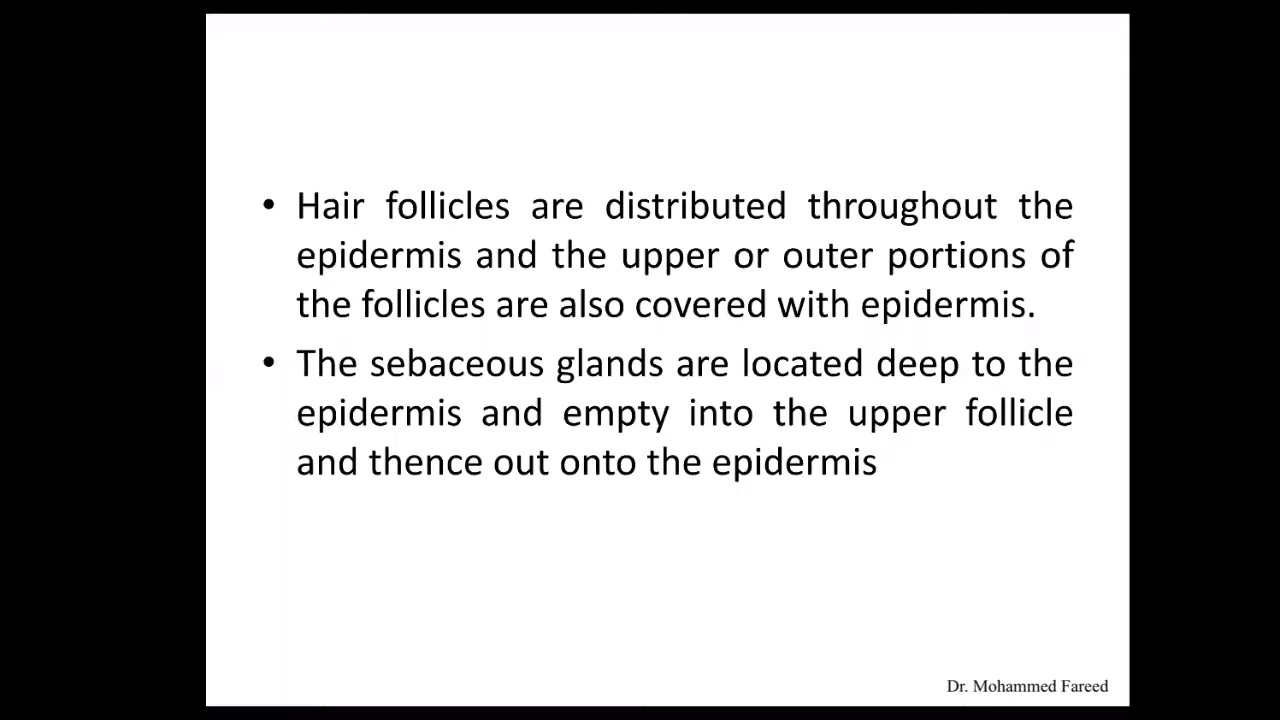 • Hair follicles are distributed throughout the
epidermis and the upper or outer portions of
the follicles are also covered with epidermis.
• The sebaceous glands are located deep to the
epidermis and empty into the upper follicle
and thence out onto the epidermis
Dr. Mohammed Fareed